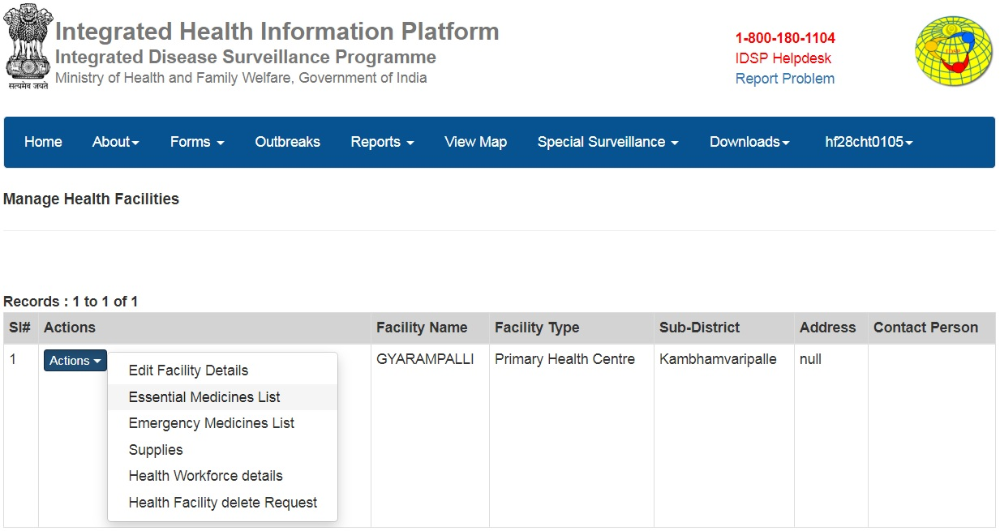 Integrated Health Information Platform
Integrated Disease Surveillance Programme
Ministry of Health and Family Welfare, Government of India
सत्यमेव जयते
1-800-180-1104
IDSP Helpdesk
Report Problem
IDSP
Home About Forms Outbreaks Reports View Map Special Surveillance Downloads hf28cht0105
Manage Health Facilities
Records : 1 to 1 of 1
Sl# Actions Facility Name Facility Type Sub-District Address Contact Person
1 Actions GYARAMPALLI Primary Health Centre Kambhamvaripalle null
Edit Facility Details
Essential Medicines List
Emergency Medicines List
Supplies
Health Workforce details
Health Facility delete Request